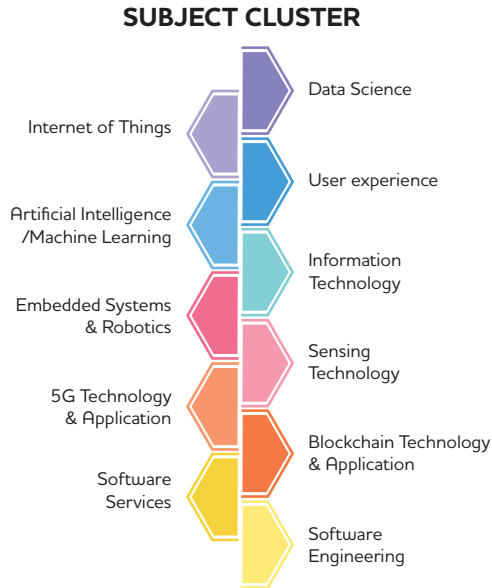 SUBJECT CLUSTER
Data Science
Internet of Things
User experience
Artificial Intelligence
/Machine Learning
Information
Technology
Embedded Systems
& Robotics
Sensing
Technology
5G Technology
& Application
Blockchain Technology
& Application
Software
Services
Software
Engineering